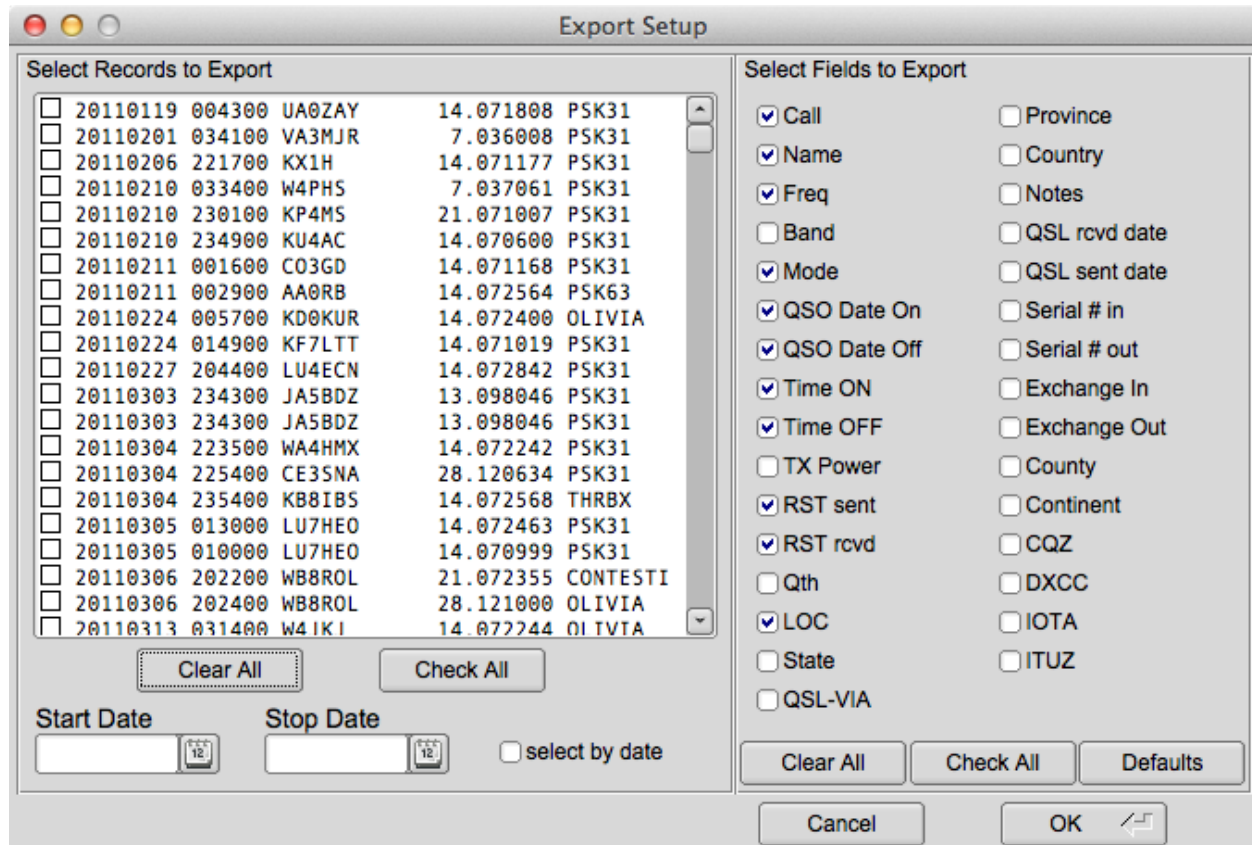 Export Setup
Select Records to Export
20110119 004300 UA0ZAY 14.071808 PSK31
20110201 034100 VA3MJR 7.036008 PSK31
20110206 221700 KX1H 14.071177 PSK31
20110210 033400 W4PHS 7.037061 PSK31
20110210 230100 KP4MS 21.071007 PSK31
20110210 234900 KU4AC 14.070600 PSK31
20110211 001600 CO3GD 14.071168 PSK31
20110211 002900 AA0RB 14.072564 PSK63
20110224 005700 KD0KUR 14.072400 OLIVIA
20110224 014900 KF7LTT 14.071019 PSK31
20110227 204400 LU4ECN 14.072842 PSK31
20110303 234300 JA5BDZ 13.098046 PSK31
20110303 234300 JA5BDZ 13.098046 PSK31
20110304 223500 WA4HMX 14.072242 PSK31
20110304 225400 CE3SNA 28.120634 PSK31
20110304 235400 KB8IBS 14.072568 THRBX
20110305 013000 LU7HEO 14.072463 PSK31
20110305 010000 LU7HEO 14.070999 PSK31
20110306 202200 WB8ROL 21.072355 CONTESTI
20110306 202400 WB8ROL 28.121000 OLIVIA
20110313 031400 W4JKJ 14.072244 OLIVIA
Clear All Check All
Start Date Stop Date
12 12 select by date
Select Fields to Export
Call Province
Name Country
Freq Notes
Band QSL rcvd date
Mode QSL sent date
QSO Date On Serial # in
QSO Date Off Serial # out
Time ON Exchange In
Time OFF Exchange Out
TX Power County
RST sent Continent
RST rcvd CQZ
Qth DXCC
LOC IOTA
State ITUZ
QSL-VIA
Clear All Check All Defaults
Cancel OK